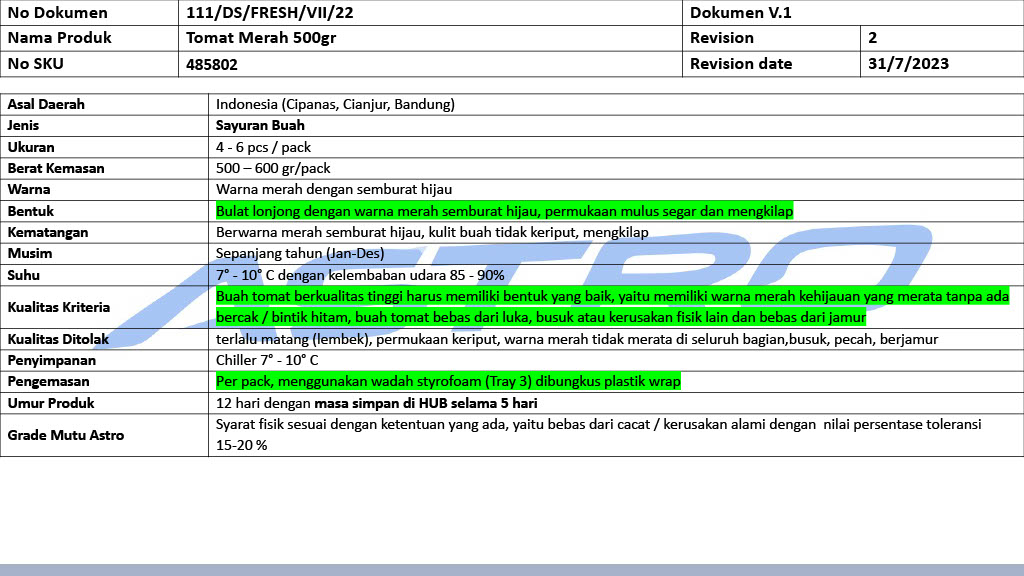 No Dokumen 111/DS/FRESH/VII/22 Dokumen V.1
Nama Produk Tomat Merah 500gr Revision 2
No SKU 485802 Revision date 31/7/2023
Asal Daerah Indonesia (Cipanas, Cianjur, Bandung)
Jenis Sayuran Buah
Ukuran 4 - 6 pcs / pack
Berat Kemasan 500 – 600 gr/pack
Warna Warna merah dengan semburat hijau
Bentuk Bulat lonjong dengan warna merah semburat hijau, permukaan mulus segar dan mengkilap
Kematangan Berwarna merah semburat hijau, kulit buah tidak keriput, mengkilap
Musim Sepanjang tahun (Jan-Des)
Suhu 7° - 10° C dengan kelembaban udara 85 - 90%
Kualitas Kriteria Buah tomat berkualitas tinggi harus memiliki bentuk yang baik, yaitu memiliki warna merah kehijauan yang merata tanpa ada
bercak / bintik hitam, buah tomat bebas dari luka, busuk atau kerusakan fisik lain dan bebas dari jamur
Kualitas Ditolak terlalu matang (lembek), permukaan keriput, warna merah tidak merata di seluruh bagian,busuk, pecah, berjamur
Penyimpanan Chiller 7° - 10° C
Pengemasan Per pack, menggunakan wadah styrofoam (Tray 3) dibungkus plastik wrap
Umur Produk 12 hari dengan masa simpan di HUB selama 5 hari
Grade Mutu Astro Syarat fisik sesuai dengan ketentuan yang ada, yaitu bebas dari cacat / kerusakan alami dengan  nilai persentase toleransi
15-20 %
ASTRO